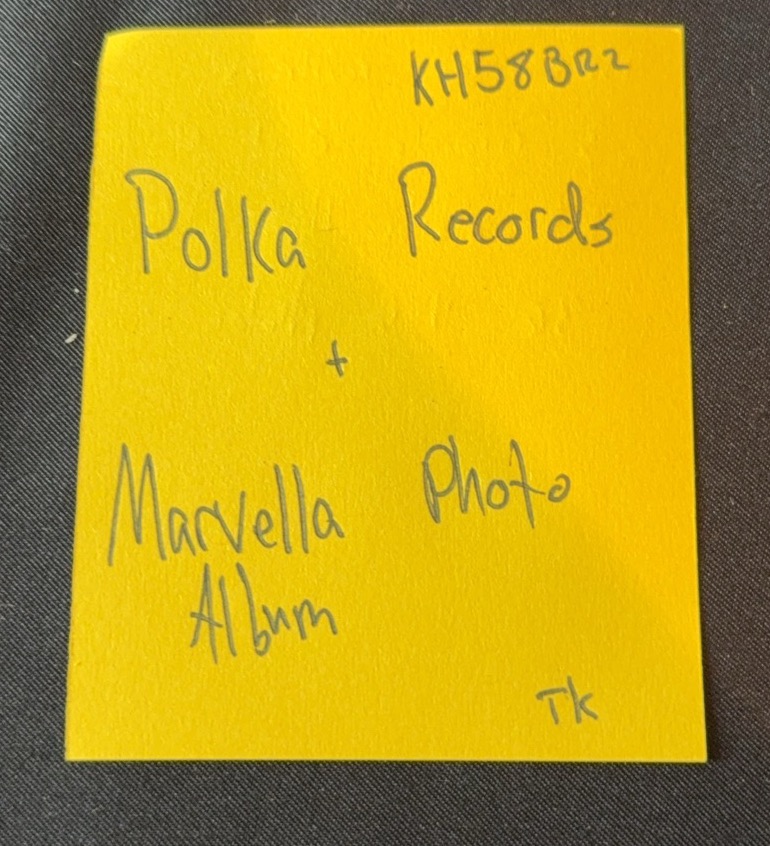 KH58BR2
Polka Records
+
Marvella Photo
Album
TK